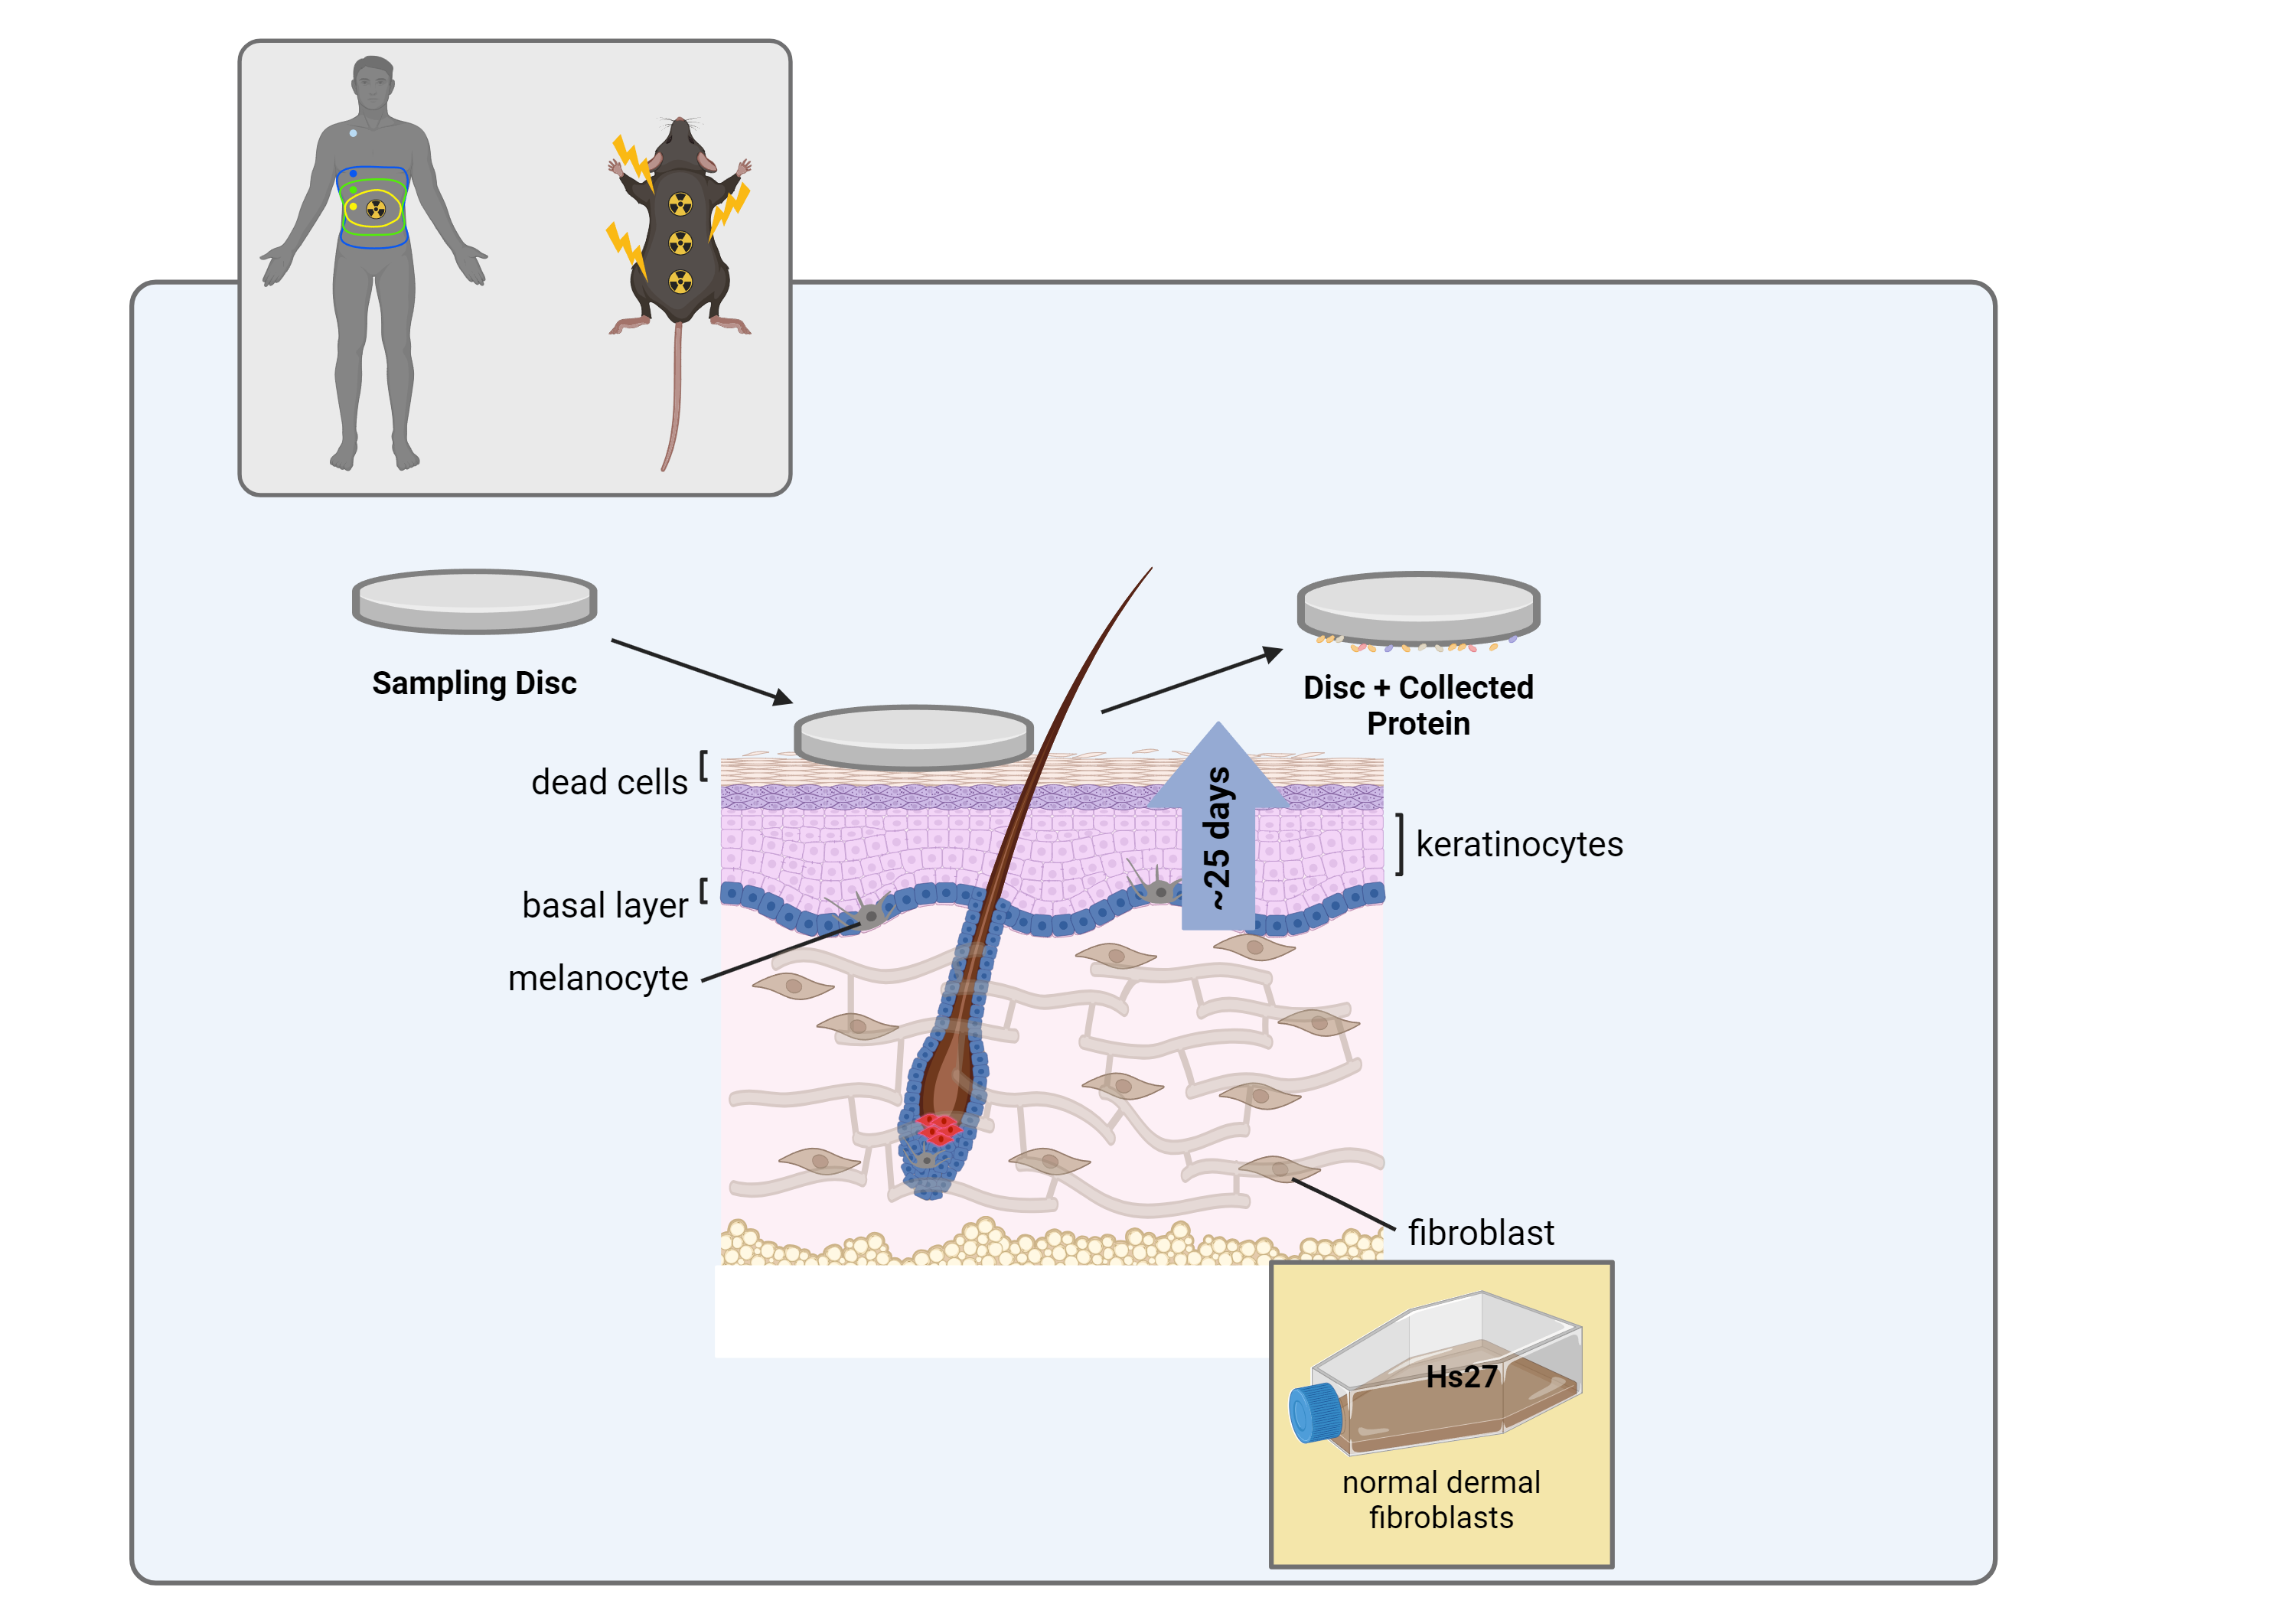 Sampling Disc
Disc + Collected
Protein
dead cells
~25 days
keratinocytes
basal layer
melanocyte
fibroblast
Hs27
normal dermal
fibroblasts